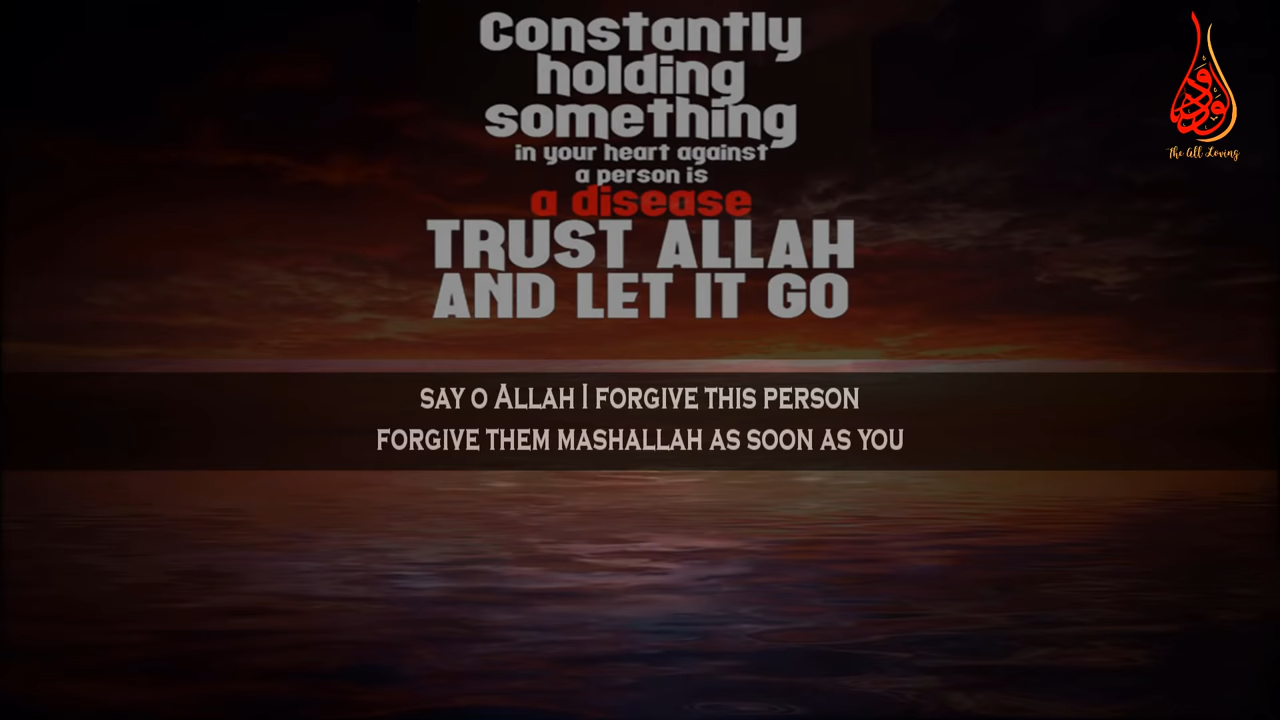 Constantly
holding
something
in your heart against
a person is
a disease
TRUST ALLAH
AND LET IT GO
SAY O ALLAH I FORGIVE THIS PERSON
FORGIVE THEM MASHALLAH AS SOON AS YOU
The All Loving